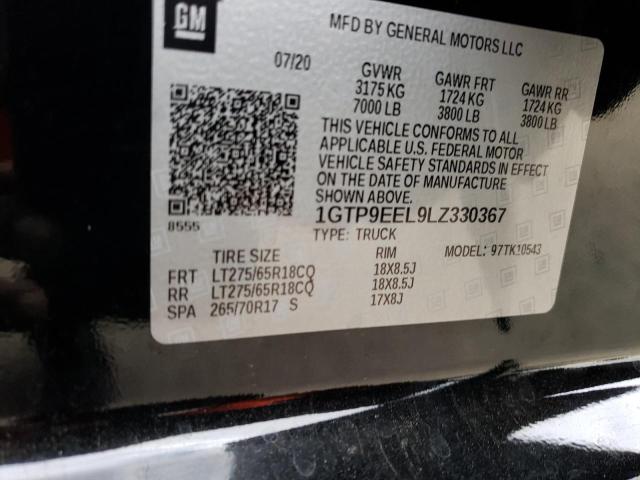 GM
MFD BY GENERAL MOTORS LLC
07/20
GVWR GAWR FRT GAWR RR
3175 KG 1724 KG 1724 KG
7000 LB 3800 LB 3800 LB
THIS VEHICLE CONFORMS TO ALL
APPLICABLE U.S. FEDERAL MOTOR
VEHICLE SAFETY STANDARDS IN EFFECT
ON THE DATE OF MANUFACTURE
SHOWN ABOVE.
8555
1GTP9EEL9LZ330367
TYPE: TRUCK MODEL: 97TK10543
TIRE SIZE RIM
FRT LT275/65R18CQ 18X8.5J
RR LT275/65R18CQ 18X8.5J
SPA 265/70R17 S 17X8J